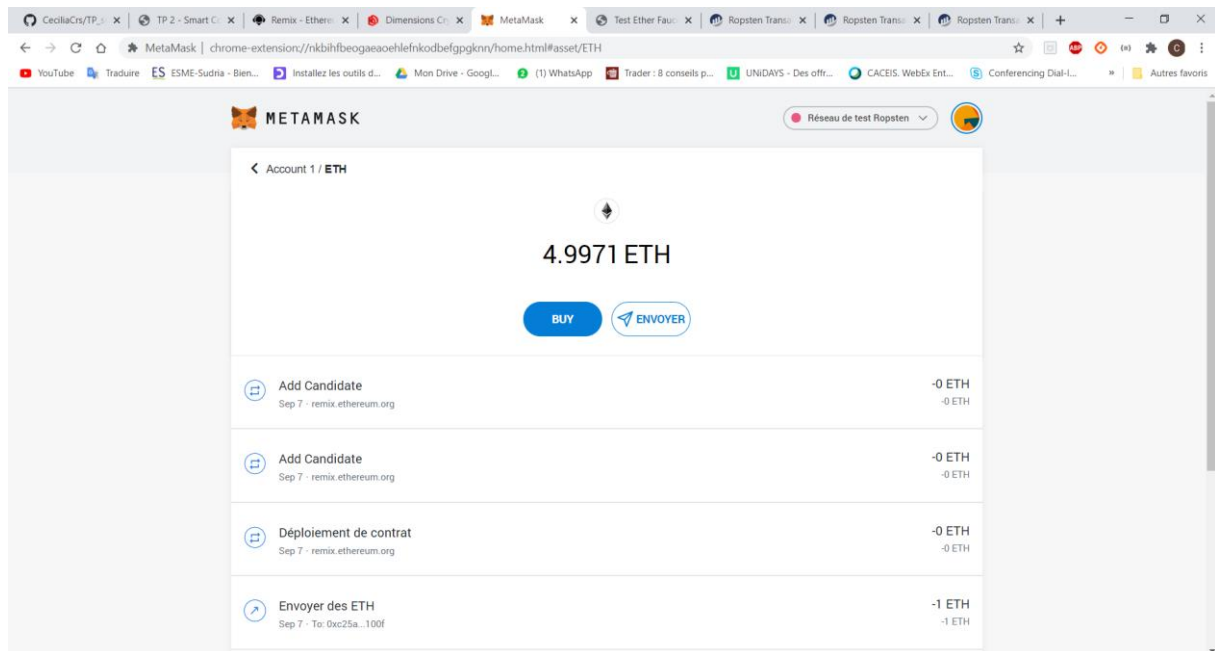 CeciliaCrs/TP_s
TP 2 - Smart Co
Remix - Ethere
Dimensions Cry
MetaMask
Test Ether Fauc
Ropsten Transa
Ropsten Transa
Ropsten Transa
MetaMask | chrome-extension://nkbihfbeogaeaoehlefnkodbefgpgknn/home.html#asset/ETH
YouTube
Traduire
ES ESME-Sudria - Bien...
Installez les outils d...
Mon Drive - Googl...
(1) WhatsApp
Trader : 8 conseils p...
UNiDAYS - Des offr...
CACEIS. WebEx Ent...
Conferencing Dial-I...
»
Autres favoris
METAMASK
Réseau de test Ropsten
Account 1 / ETH
4.9971 ETH
BUY
ENVOYER
Add Candidate
-0 ETH
Sep 7 · remix.ethereum.org
-0 ETH
Add Candidate
-0 ETH
Sep 7 · remix.ethereum.org
-0 ETH
Déploiement de contrat
-0 ETH
Sep 7 · remix.ethereum.org
-0 ETH
Envoyer des ETH
-1 ETH
Sep 7 · To: 0xc25a...100f
-1 ETH